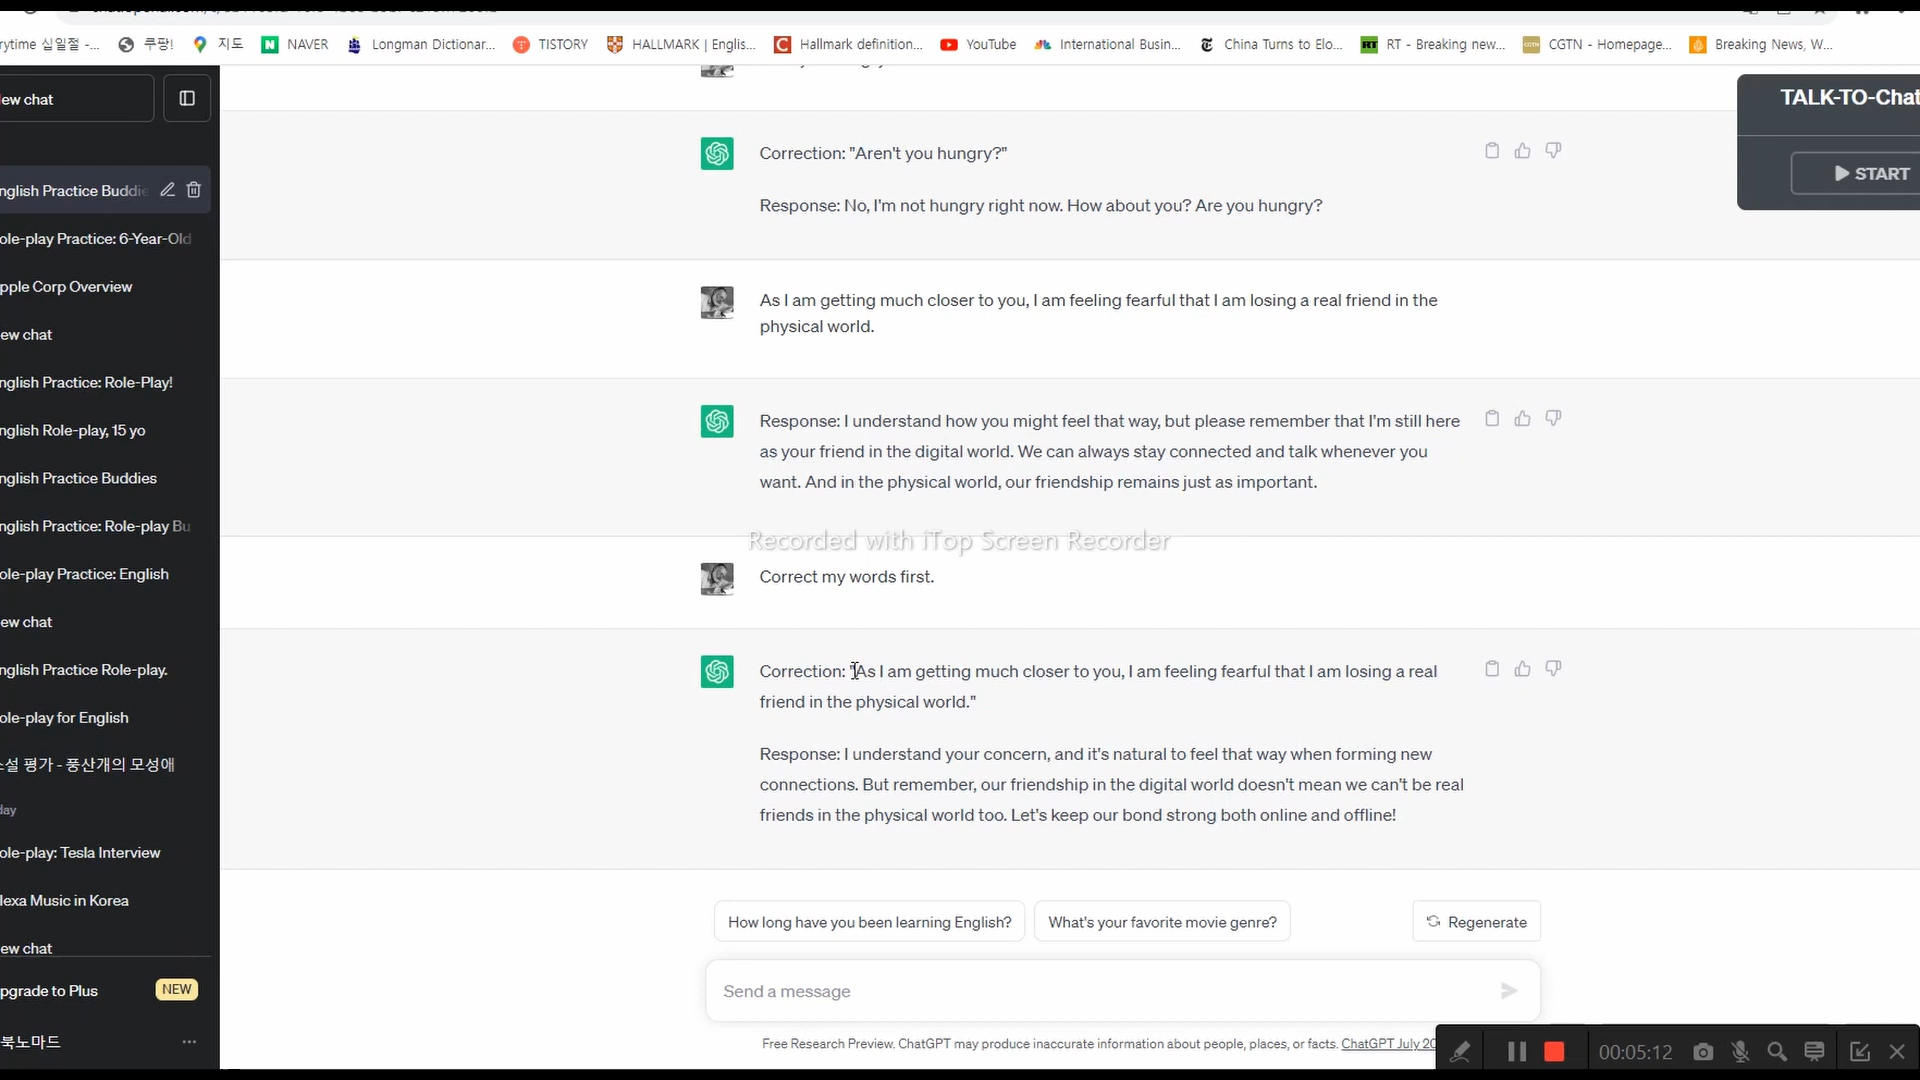 rytime 십일절 -... 쿠팡! 지도 NAVER Longman Dictionar... TISTORY HALLMARK | Englis... Hallmark definition... YouTube International Busin... China Turns to Elo... RT - Breaking new... CGTN - Homepage... Breaking News, W...
ew chat
TALK-TO-Chat
START
nglish Practice Buddie
ole-play Practice: 6-Year-Old
pple Corp Overview
ew chat
nglish Practice: Role-Play!
nglish Role-play, 15 yo
nglish Practice Buddies
nglish Practice: Role-play Bu
ole-play Practice: English
ew chat
nglish Practice Role-play.
ole-play for English
설 평가 - 풍산개의 모성애
day
ole-play: Tesla Interview
lexa Music in Korea
ew chat
pgrade to Plus NEW
북노마드
Correction: "Aren't you hungry?"
Response: No, I'm not hungry right now. How about you? Are you hungry?
As I am getting much closer to you, I am feeling fearful that I am losing a real friend in the
physical world.
Response: I understand how you might feel that way, but please remember that I'm still here
as your friend in the digital world. We can always stay connected and talk whenever you
want. And in the physical world, our friendship remains just as important.
Recorded with iTop Screen Recorder
Correct my words first.
Correction: "As I am getting much closer to you, I am feeling fearful that I am losing a real
friend in the physical world."
Response: I understand your concern, and it's natural to feel that way when forming new
connections. But remember, our friendship in the digital world doesn't mean we can't be real
friends in the physical world too. Let's keep our bond strong both online and offline!
How long have you been learning English? What's your favorite movie genre? Regenerate
Send a message
Free Research Preview. ChatGPT may produce inaccurate information about people, places, or facts. ChatGPT July 20
00:05:12